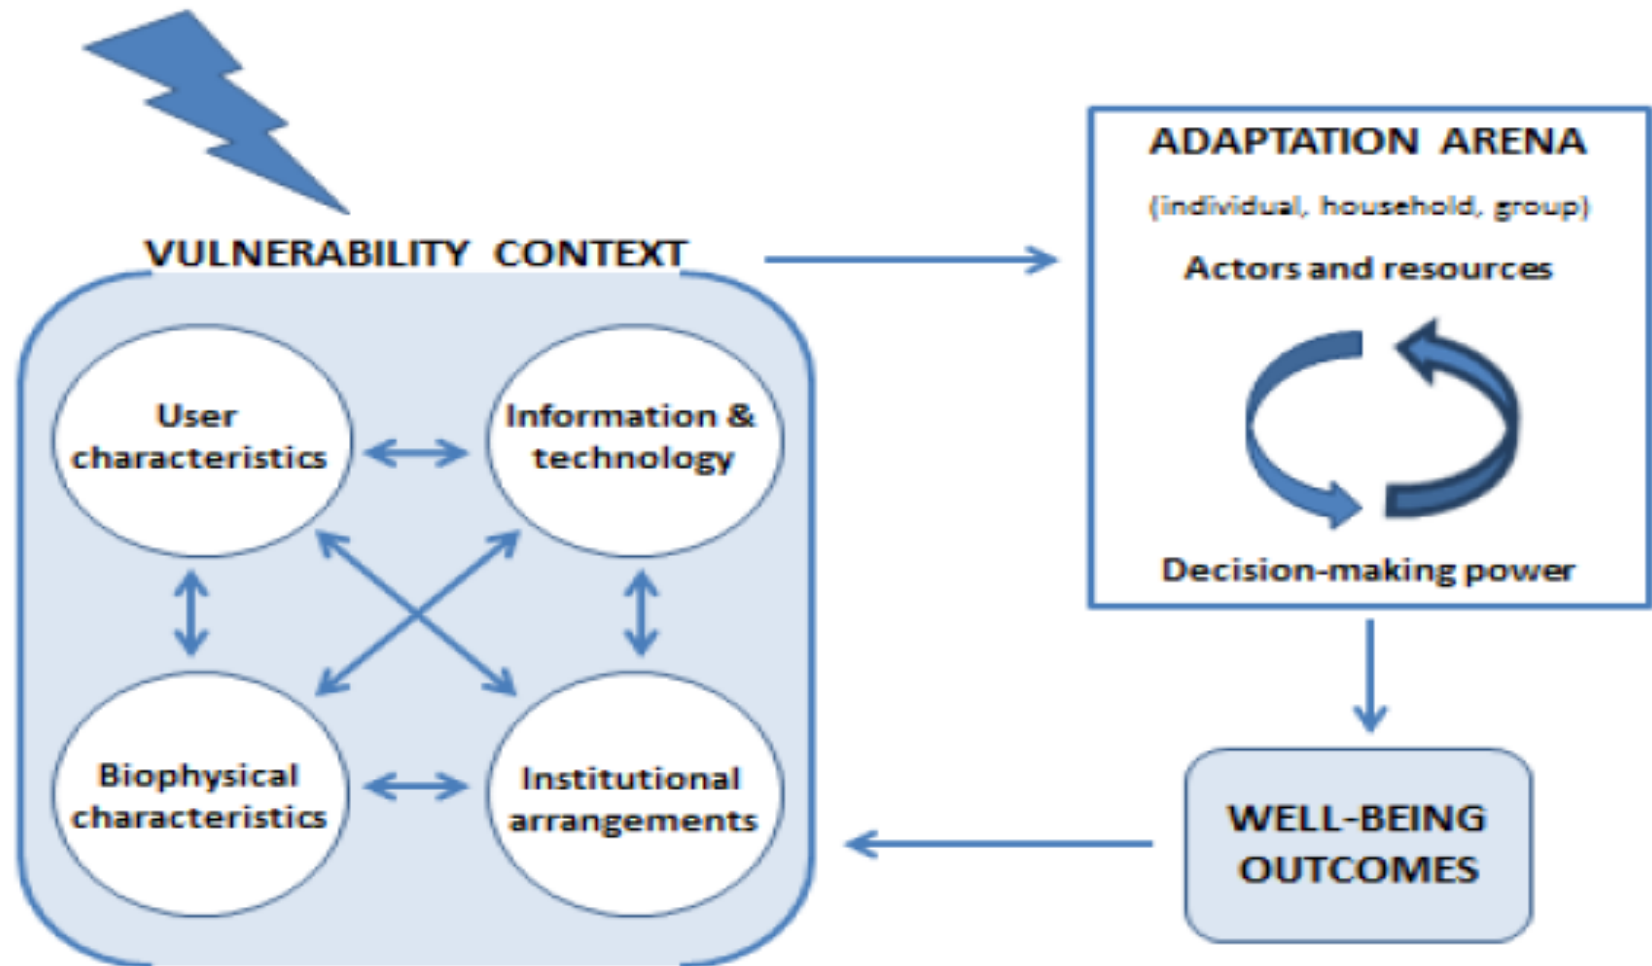 VULNERABILITY CONTEXT
User
characteristics
Information &
technology
Biophysical
characteristics
Institutional
arrangements
ADAPTATION ARENA
(individual, household, group)
Actors and resources
Decision-making power
WELL-BEING
OUTCOMES